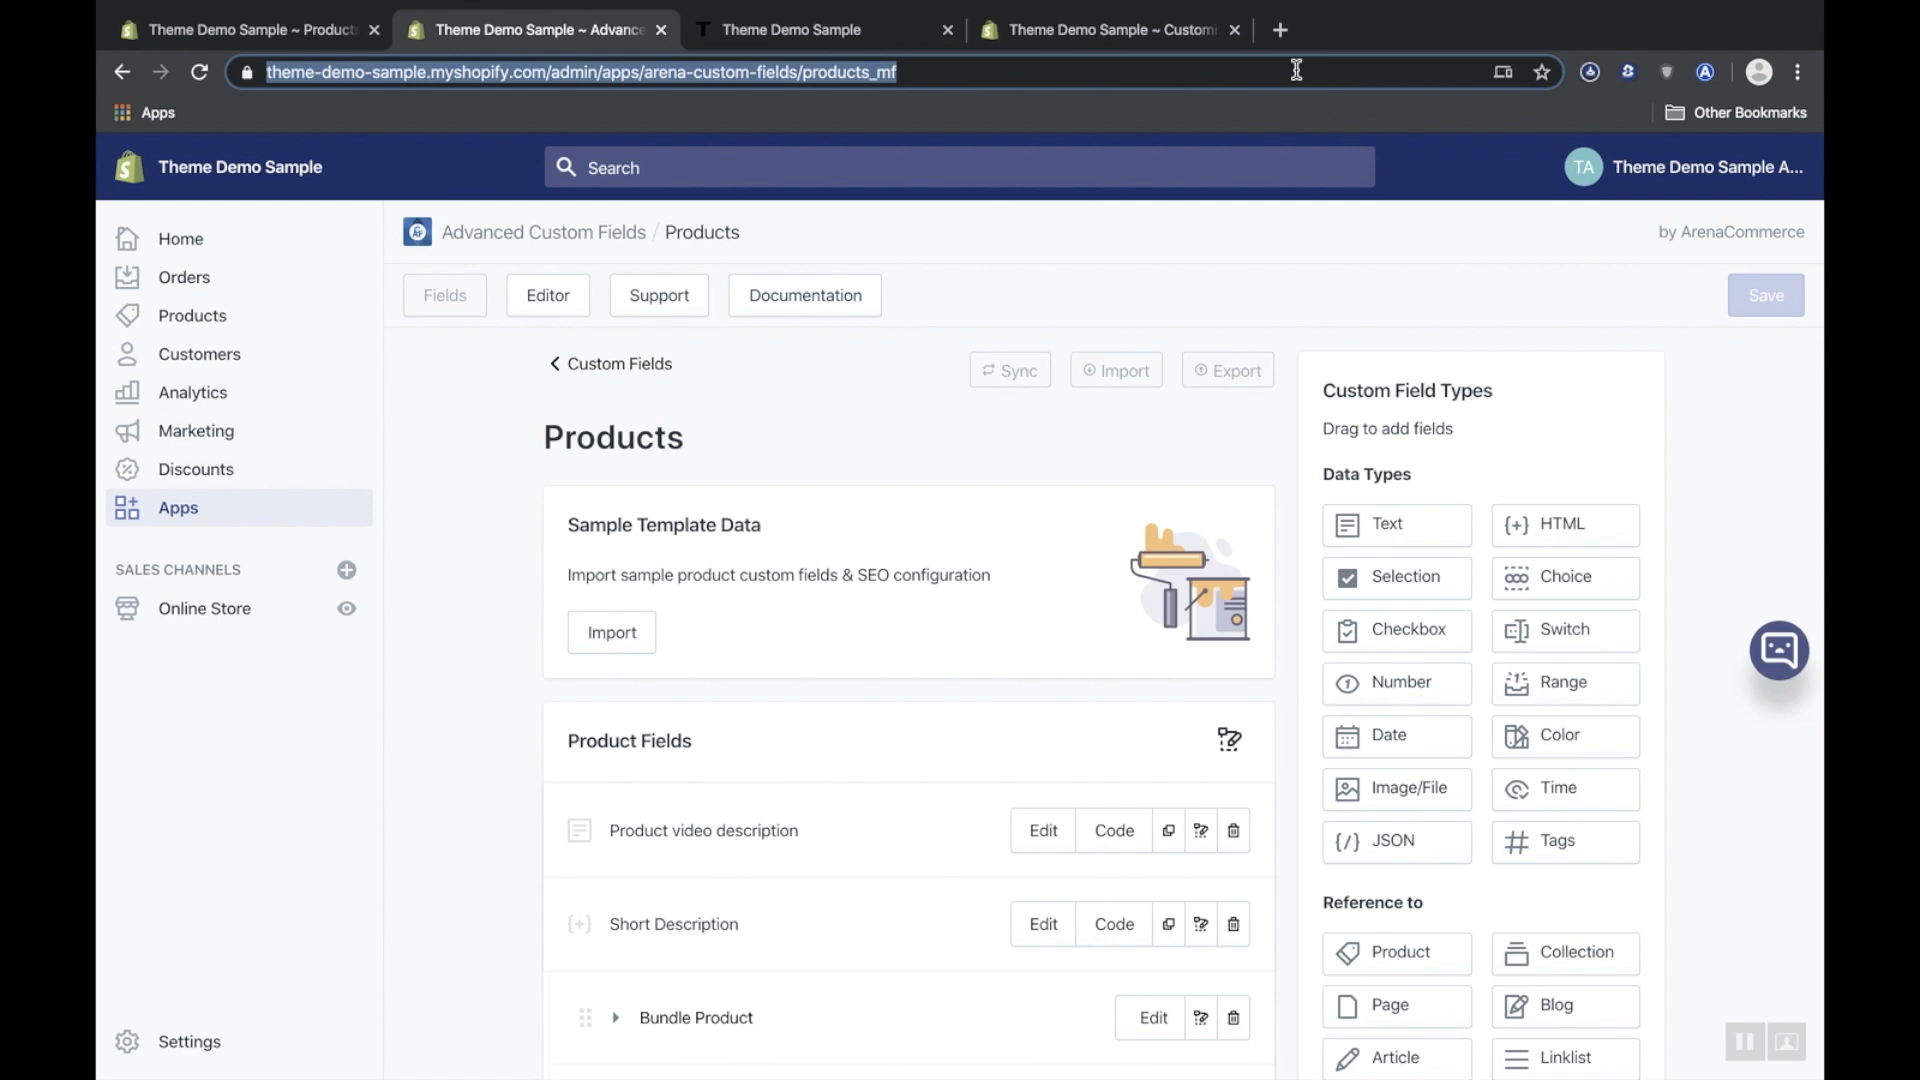 Theme Demo Sample ~ Products
Theme Demo Sample ~ Advance
T Theme Demo Sample
Theme Demo Sample ~ Customi
theme-demo-sample.myshopify.com/admin/apps/arena-custom-fields/products_mf
Apps
Other Bookmarks
Theme Demo Sample
Search
TA Theme Demo Sample A...
Home
Orders
Products
Customers
Analytics
Marketing
Discounts
Apps
SALES CHANNELS
Online Store
Settings
Advanced Custom Fields / Products
by ArenaCommerce
Fields Editor Support Documentation Save
Custom Fields
Sync Import Export
Products
Sample Template Data
Import sample product custom fields & SEO configuration
Import
Product Fields
Product video description Edit Code
Short Description Edit Code
Bundle Product Edit
Custom Field Types
Drag to add fields
Data Types
Text HTML
Selection Choice
Checkbox Switch
Number Range
Date Color
Image/File Time
JSON Tags
Reference to
Product Collection
Page Blog
Article Linklist